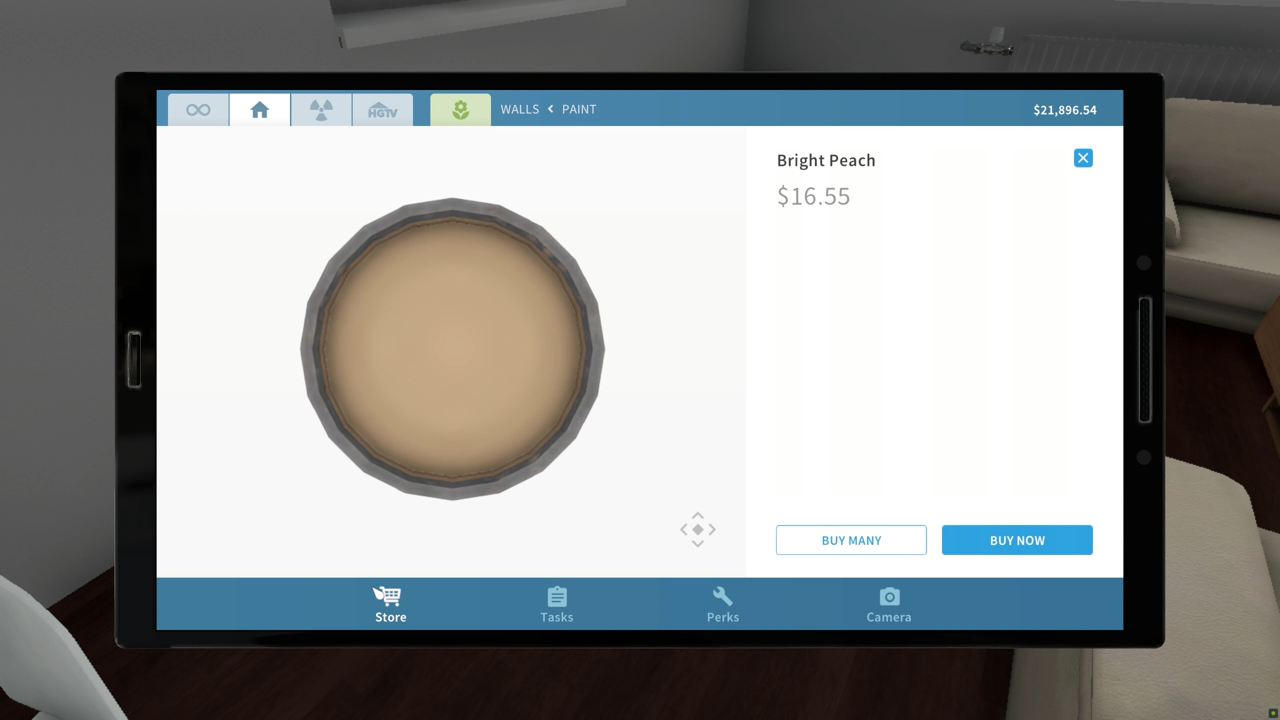 HGTV
WALLS < PAINT
$21,896.54
Bright Peach
$16.55
BUY MANY
BUY NOW
Store
Tasks
Perks
Camera